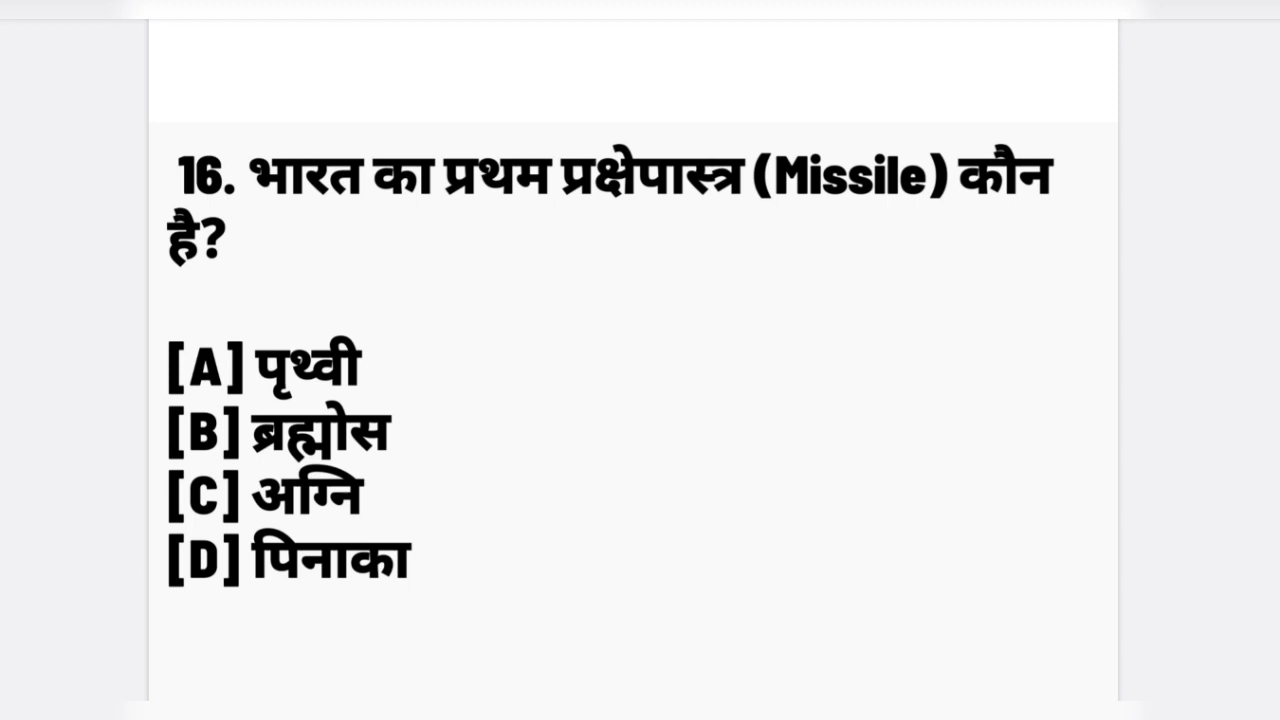 16. भारत का प्रथम प्रक्षेपास्त्र (Missile) कौन
है?
[A] पृथ्वी
[B] ब्रह्मोस
[C] अग्नि
[D] पिनाका